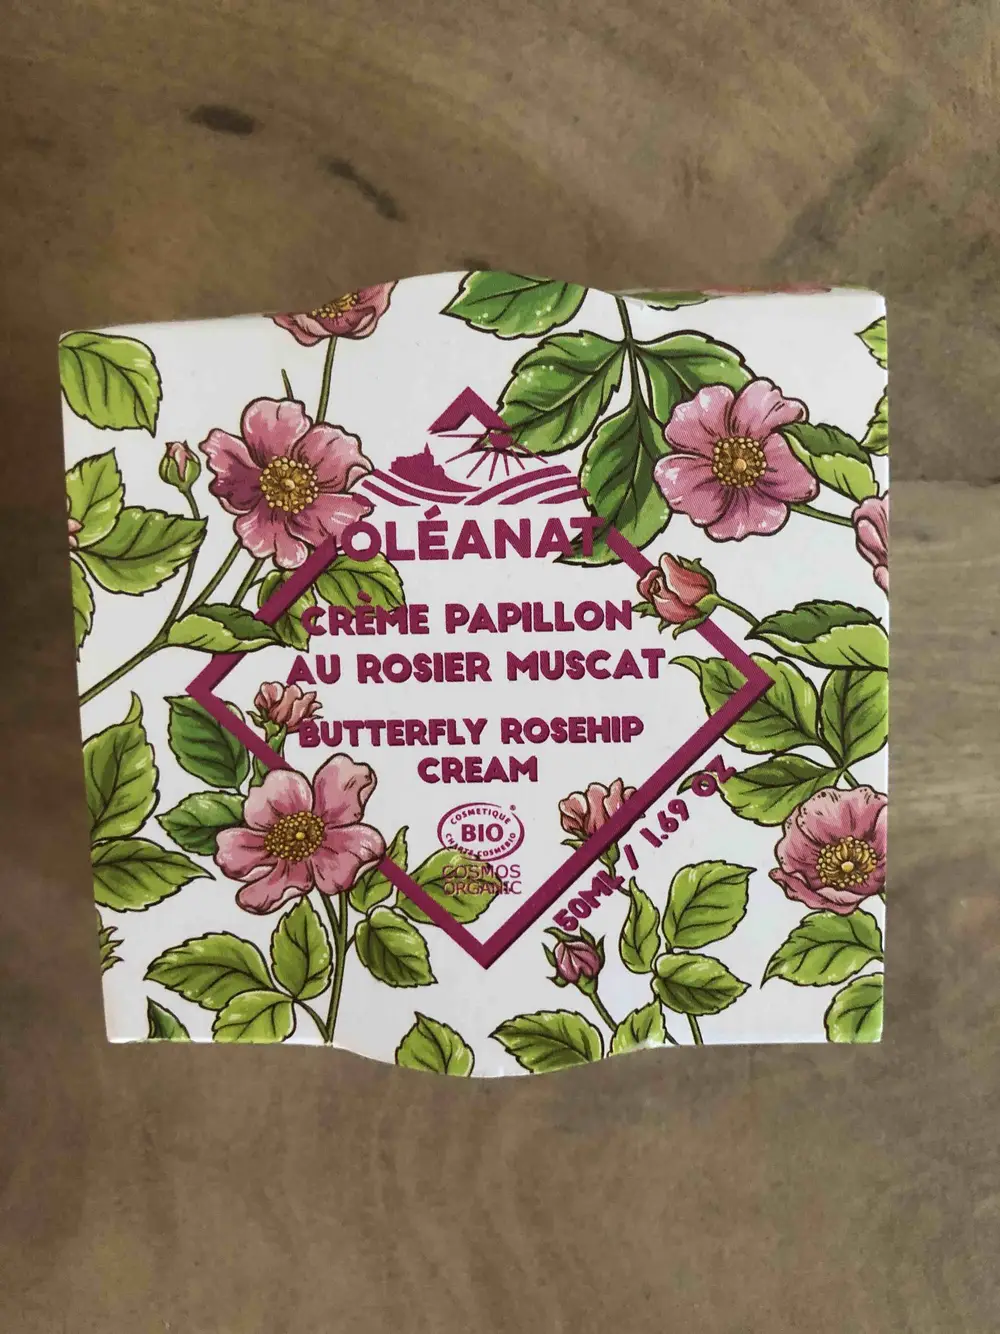 OLÉANAT
CRÈME PAPILLON
AU ROSIER MUSCAT
BUTTERFLY ROSEHIP
CREAM
COSMETIQUE
BIO
CHARTE COSMEBIO
®
COSMOS
ORGANIC
50ML / 1.69 OZ